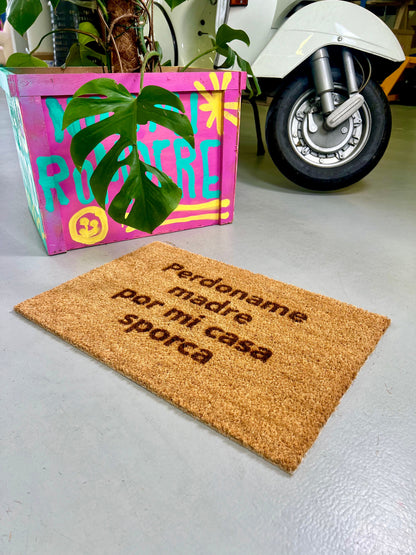 Perdoname
madre
por mi casa
sporca